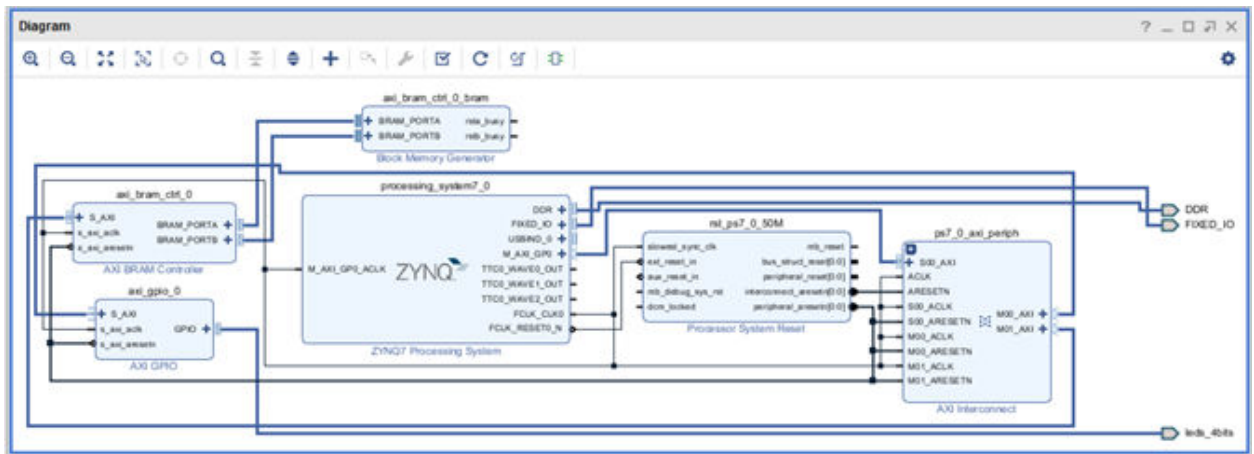 Diagram
axi_bram_ctrl_0_bram
BRAM_PORTA rsta_busy
BRAM_PORTB rstb_busy
Block Memory Generator
axi_bram_ctrl_0
S_AXI
s_axi_aclk
s_axi_aresetn
BRAM_PORTA
BRAM_PORTB
AXI BRAM Controller
axi_gpio_0
S_AXI
s_axi_aclk
s_axi_aresetn
GPIO
AXI GPIO
processing_system7_0
M_AXI_GP0_ACLK
ZYNQ
DDR
FIXED_IO
USBIND_0
M_AXI_GP0
TTC0_WAVE0_OUT
TTC0_WAVE1_OUT
TTC0_WAVE2_OUT
FCLK_CLK0
FCLK_RESET0_N
ZYNQ7 Processing System
rst_ps7_0_50M
slowest_sync_clk
ext_reset_in
aux_reset_in
mb_debug_sys_rst
dcm_locked
mb_reset
bus_struct_reset[0:0]
peripheral_reset[0:0]
interconnect_aresetn[0:0]
peripheral_aresetn[0:0]
Processor System Reset
ps7_0_axi_periph
S00_AXI
ACLK
ARESETN
S00_ACLK
S00_ARESETN
M00_ACLK
M00_ARESETN
M01_ACLK
M01_ARESETN
M00_AXI
M01_AXI
AXI Interconnect
DDR
FIXED_IO
leds_4bits